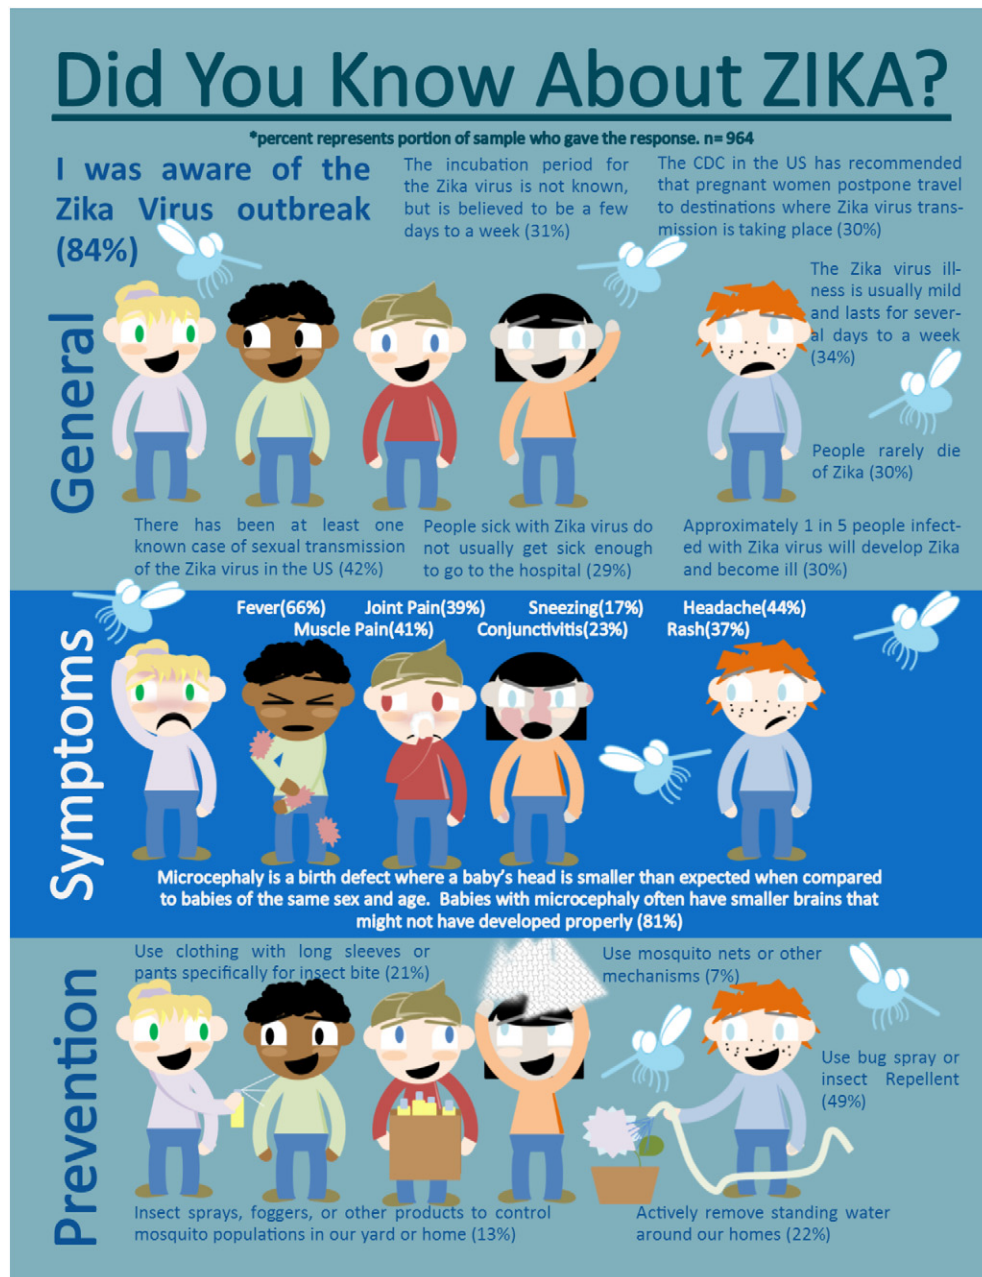 Did You Know About ZIKA?
*percent represents portion of sample who gave the response. n= 964
I was aware of the
Zika Virus outbreak
(84%)
The incubation period for
the Zika virus is not known,
but is believed to be a few
days to a week (31%)
The CDC in the US has recommended
that pregnant women postpone travel
to destinations where Zika virus trans-
mission is taking place (30%)
The Zika virus ill-
ness is usually mild
and lasts for sever-
al days to a week
(34%)
People rarely die
of Zika (30%)
General
There has been at least one
known case of sexual transmission
of the Zika virus in the US (42%)
People sick with Zika virus do
not usually get sick enough
to go to the hospital (29%)
Approximately 1 in 5 people infect-
ed with Zika virus will develop Zika
and become ill (30%)
Symptoms
Fever(66%) Joint Pain(39%) Sneezing(17%) Headache(44%)
Muscle Pain(41%) Conjunctivitis(23%) Rash(37%)
Microcephaly is a birth defect where a baby's head is smaller than expected when compared
to babies of the same sex and age. Babies with microcephaly often have smaller brains that
might not have developed properly (81%)
Prevention
Use clothing with long sleeves or
pants specifically for insect bite (21%)
Use mosquito nets or other
mechanisms (7%)
Use bug spray or
insect Repellent
(49%)
Insect sprays, foggers, or other products to control
mosquito populations in our yard or home (13%)
Actively remove standing water
around our homes (22%)